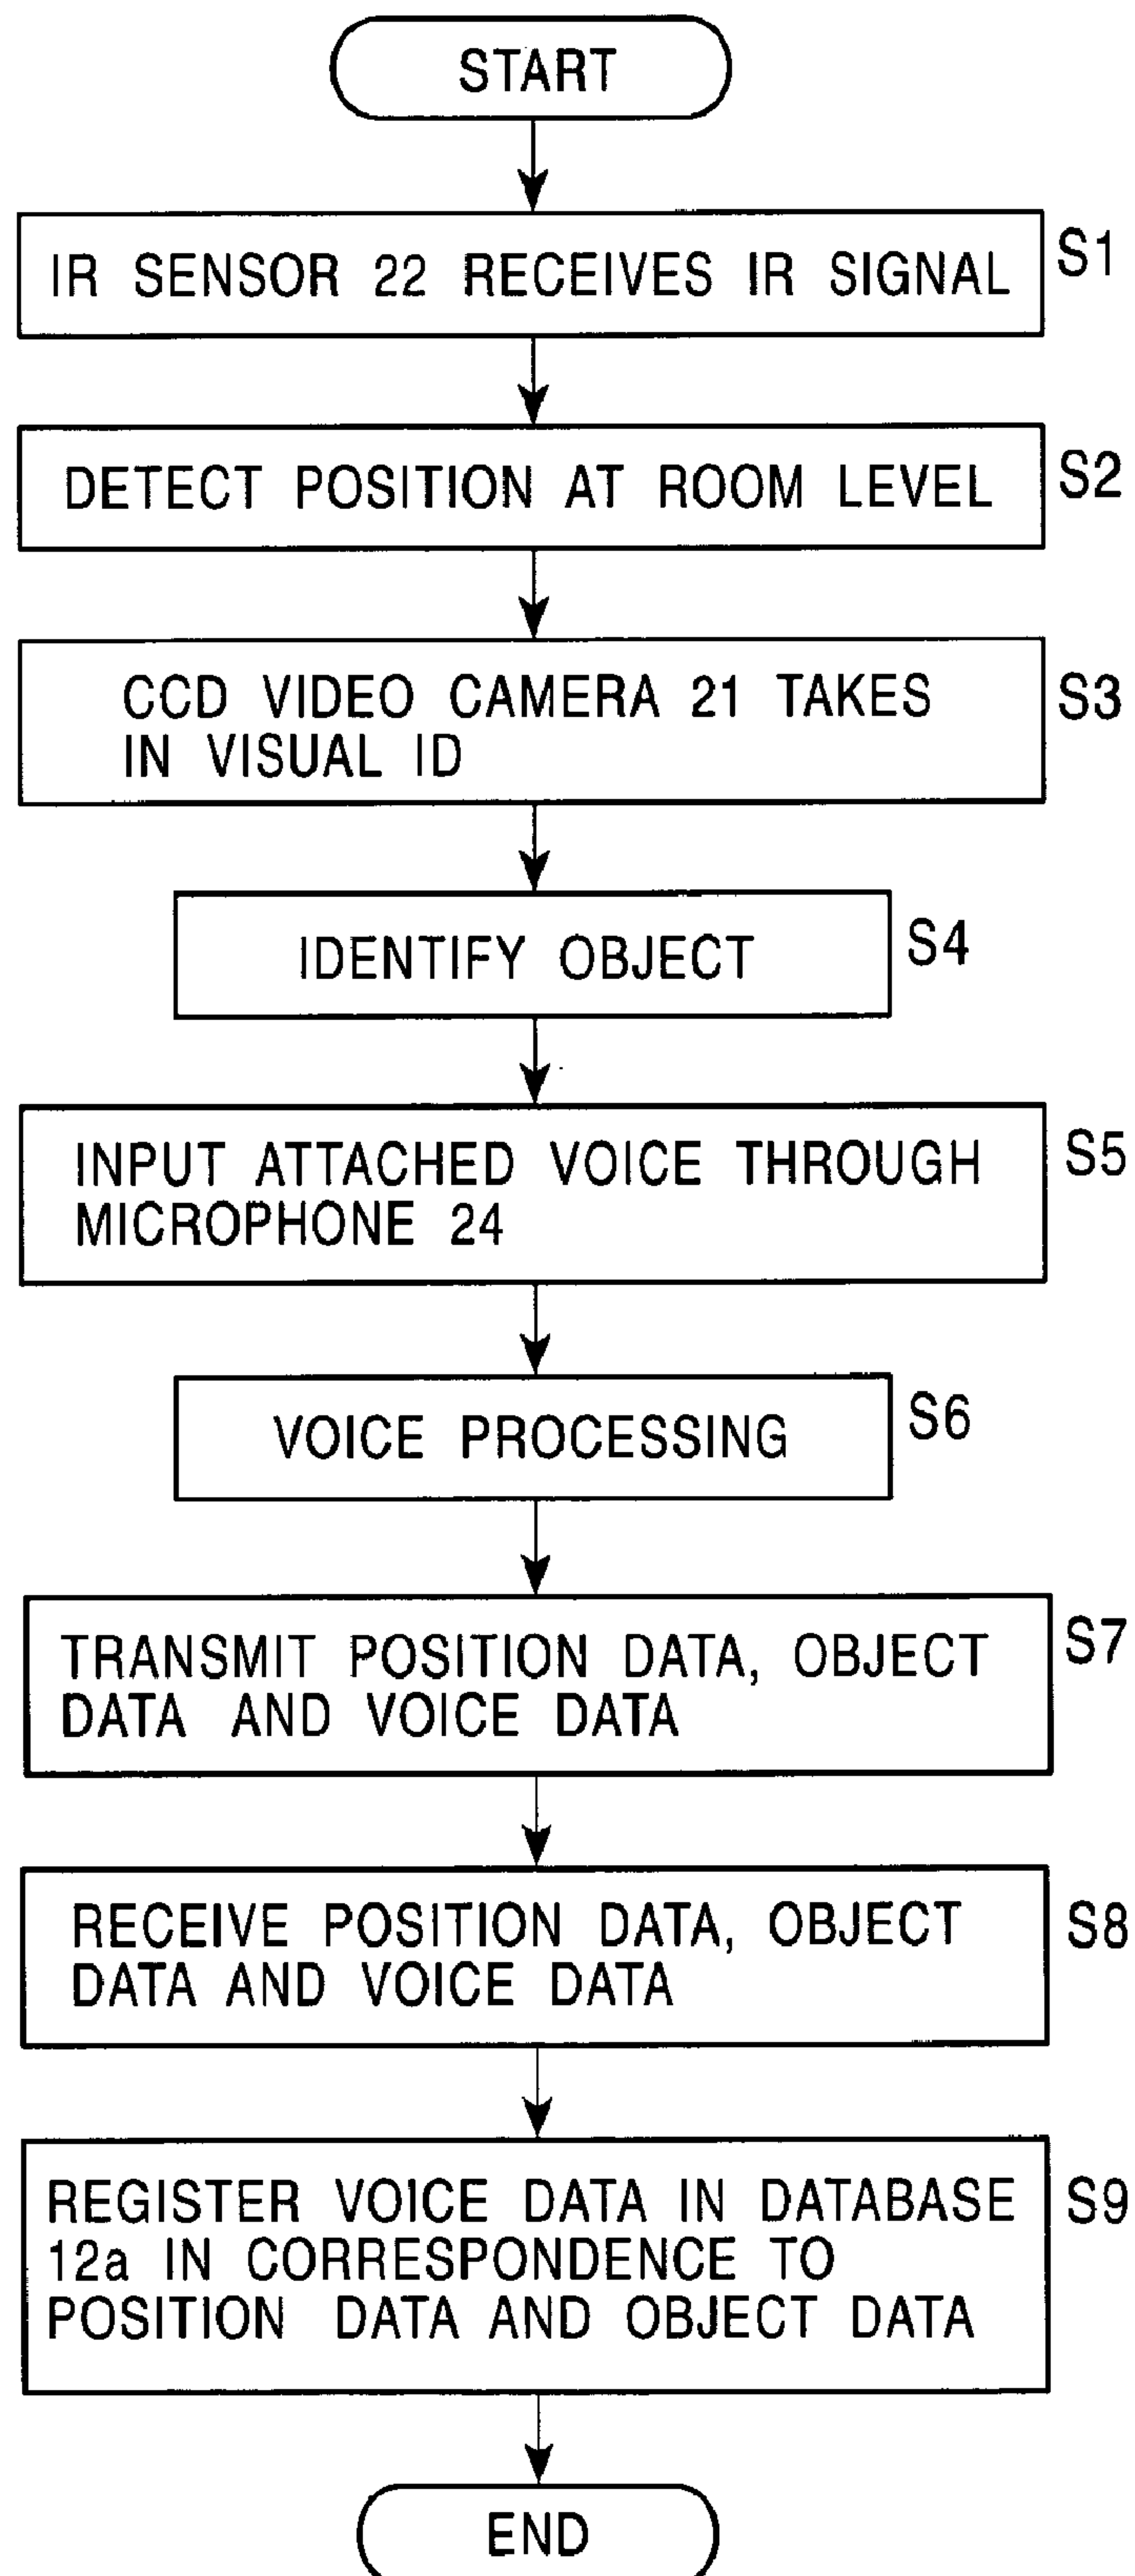 START
IR SENSOR 22 RECEIVES IR SIGNAL
S1
DETECT POSITION AT ROOM LEVEL
S2
CCD VIDEO CAMERA 21 TAKES
IN VISUAL ID
S3
IDENTIFY OBJECT
S4
INPUT ATTACHED VOICE THROUGH
MICROPHONE 24
S5
VOICE PROCESSING
S6
TRANSMIT POSITION DATA, OBJECT
DATA AND VOICE DATA
S7
RECEIVE POSITION DATA, OBJECT
DATA AND VOICE DATA
S8
REGISTER VOICE DATA IN DATABASE
12a IN CORRESPONDENCE TO
POSITION DATA AND OBJECT DATA
S9
END